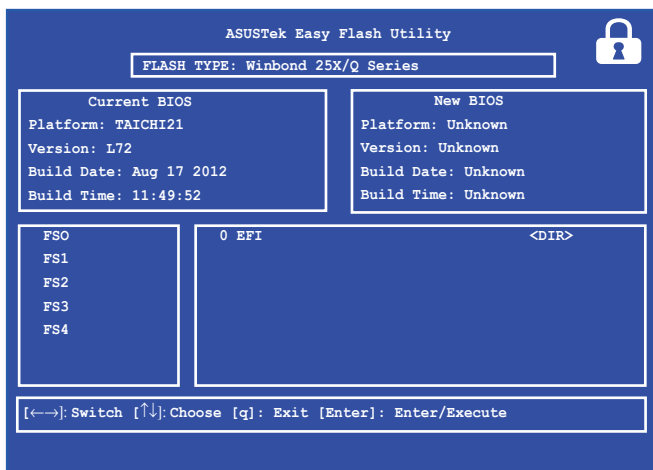 ASUSTek Easy Flash Utility
FLASH TYPE: Winbond 25X/Q Series
Current BIOS
Platform: TAICHI21
Version: L72
Build Date: Aug 17 2012
Build Time: 11:49:52
New BIOS
Platform: Unknown
Version: Unknown
Build Date: Unknown
Build Time: Unknown
FSO
FS1
FS2
FS3
FS4
0 EFI <DIR>
[←→]: Switch [↑↓]: Choose [q]: Exit [Enter]: Enter/Execute